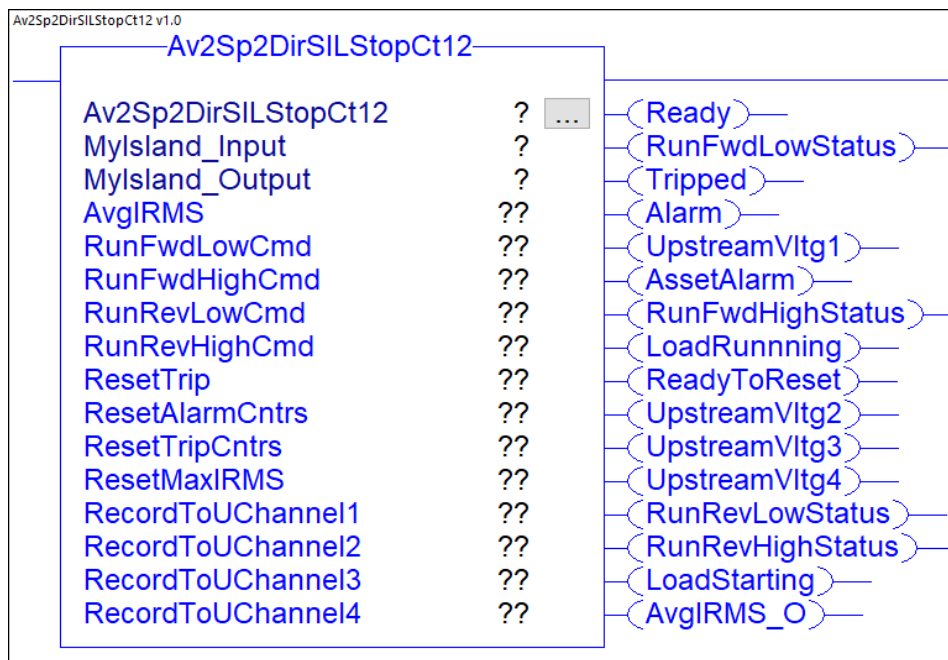 Av2Sp2DirSILStopCt12 v1.0
Av2Sp2DirSILStopCt12
Av2Sp2DirSILStopCt12 ? ... Ready
MyIsland_Input ? RunFwdLowStatus
MyIsland_Output ? Tripped
AvgIRMS ?? Alarm
RunFwdLowCmd ?? UpstreamVltg1
RunFwdHighCmd ?? AssetAlarm
RunRevLowCmd ?? RunFwdHighStatus
RunRevHighCmd ?? LoadRunnning
ResetTrip ?? ReadyToReset
ResetAlarmCntrs ?? UpstreamVltg2
ResetTripCntrs ?? UpstreamVltg3
ResetMaxIRMS ?? UpstreamVltg4
RecordToUChannel1 ?? RunRevLowStatus
RecordToUChannel2 ?? RunRevHighStatus
RecordToUChannel3 ?? LoadStarting
RecordToUChannel4 ?? AvgIRMS_O